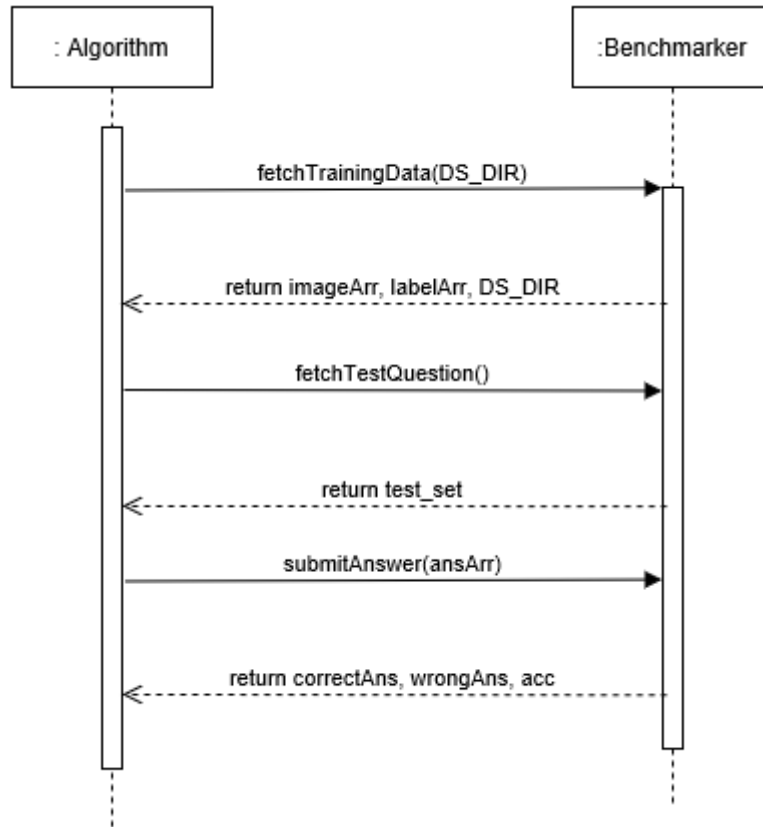 : Algorithm
:Benchmarker
fetchTrainingData(DS_DIR)
return imageArr, labelArr, DS_DIR
fetchTestQuestion()
return test_set
submitAnswer(ansArr)
return correctAns, wrongAns, acc